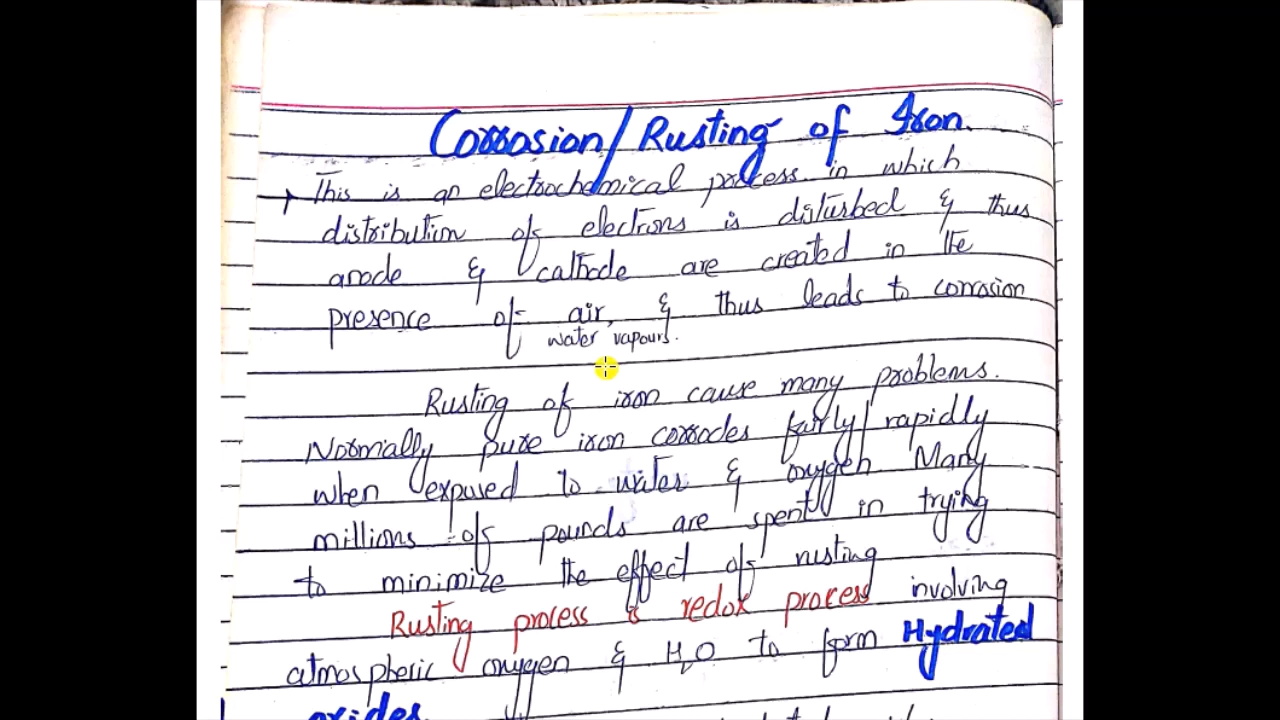 Corrosion/Rusting of Iron.
→ This is an electrochemical process in which
distribution of electrons is disturbed & thus
anode & cathode are created in the
presence of air, & thus leads to corrosion
water vapours.
Rusting of iron cause many problems.
Normally pure iron corrodes fairly rapidly
when exposed to water & oxygen Many
millions of pounds are spent in trying
to minimize the effect of rusting
Rusting process is redox process involving
atmospheric oxygen & H₂O to form Hydrated
oxides.